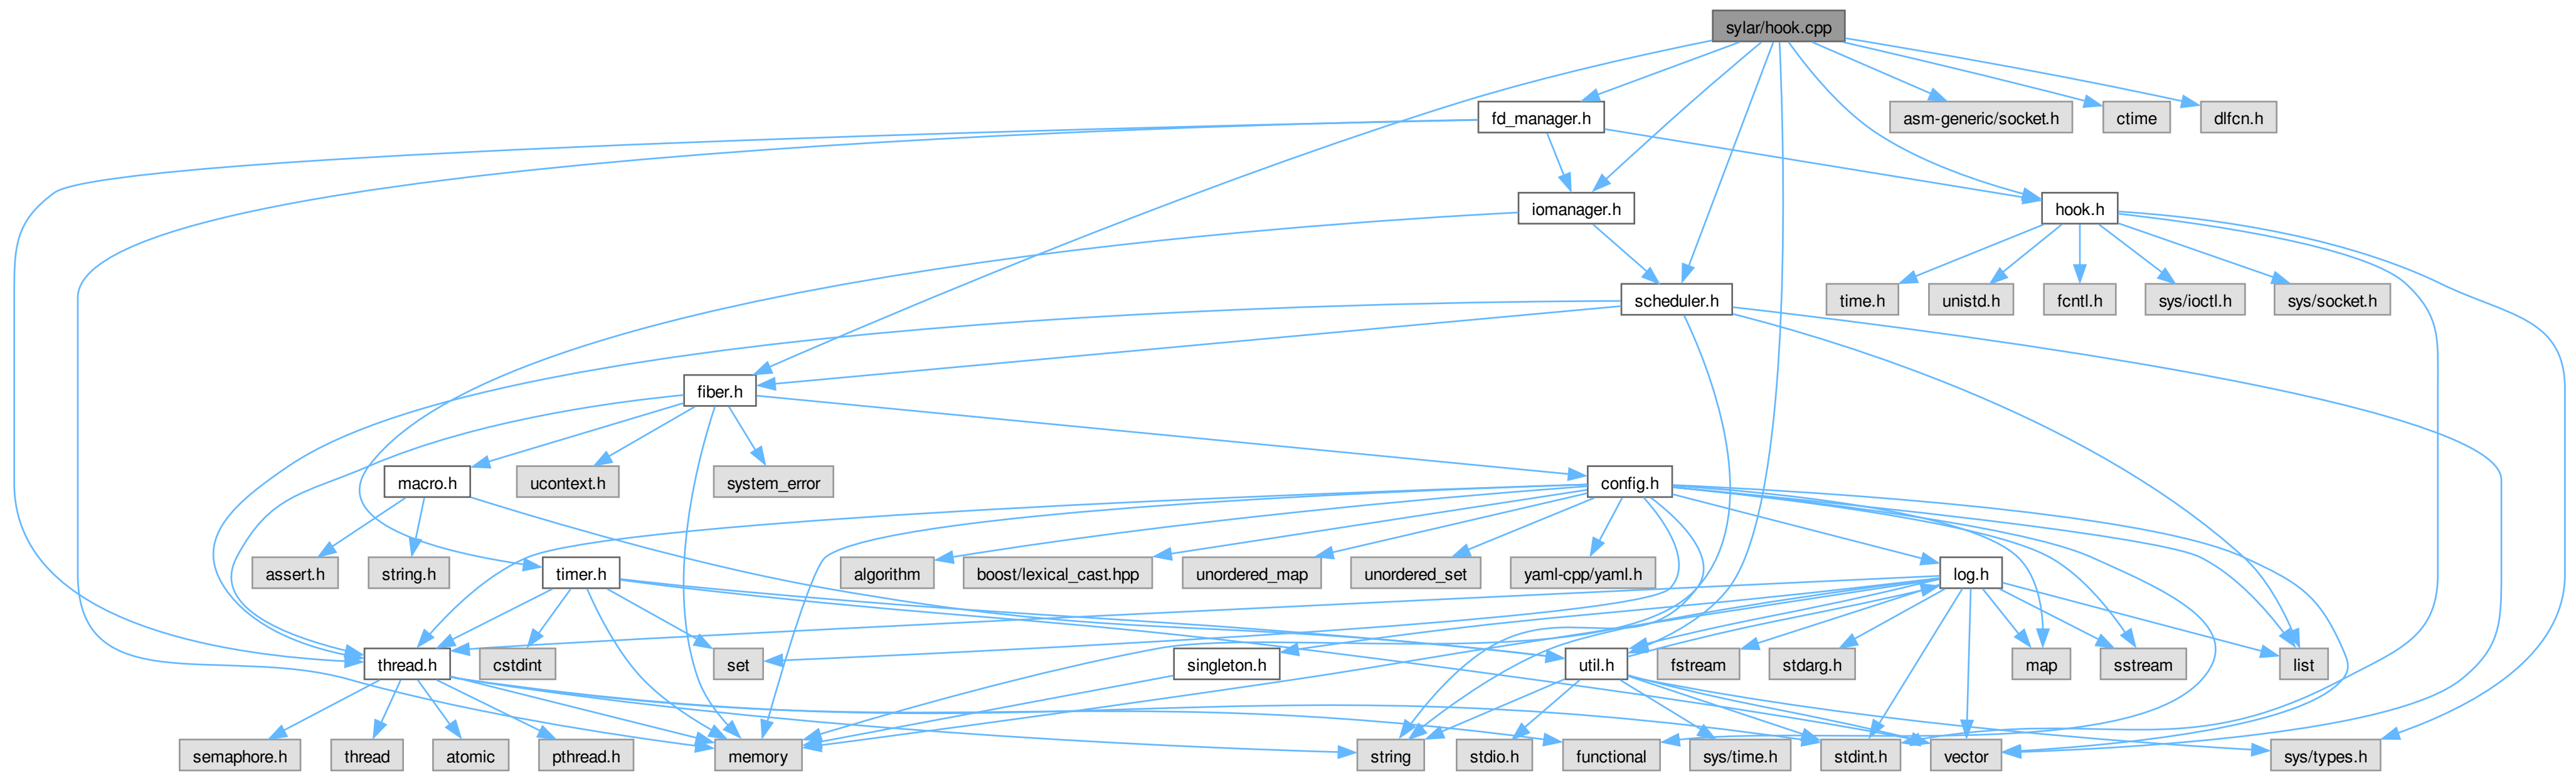 sylar/hook.cpp
fd_manager.h
asm-generic/socket.h
ctime
dlfcn.h
iomanager.h
hook.h
scheduler.h
time.h
unistd.h
fcntl.h
sys/ioctl.h
sys/socket.h
fiber.h
macro.h
ucontext.h
system_error
config.h
assert.h
string.h
timer.h
algorithm
boost/lexical_cast.hpp
unordered_map
unordered_set
yaml-cpp/yaml.h
log.h
thread.h
cstdint
set
singleton.h
util.h
fstream
stdarg.h
map
sstream
list
semaphore.h
thread
atomic
pthread.h
memory
string
stdio.h
functional
sys/time.h
stdint.h
vector
sys/types.h